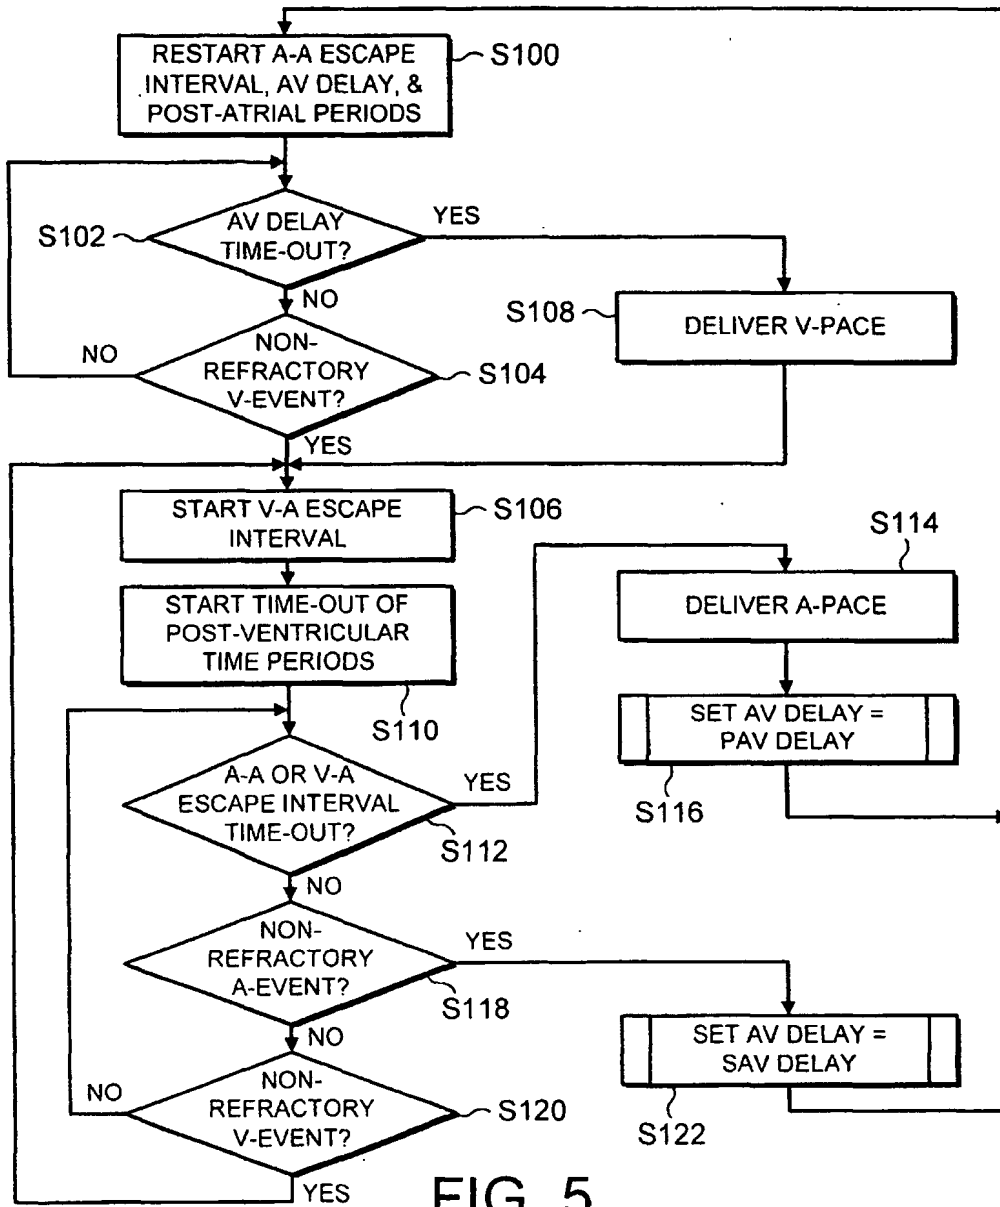 RESTART A-A ESCAPE
INTERVAL, AV DELAY, &
POST-ATRIAL PERIODS
S100
S102
AV DELAY
TIME-OUT?
YES
NO
S108
DELIVER V-PACE
NO
NON-
REFRACTORY
V-EVENT?
S104
YES
START V-A ESCAPE
INTERVAL
S106
S114
DELIVER A-PACE
START TIME-OUT OF
POST-VENTRICULAR
TIME PERIODS
S110
SET AV DELAY =
PAV DELAY
S116
A-A OR V-A
ESCAPE INTERVAL
TIME-OUT?
YES
S112
NO
NON-
REFRACTORY
A-EVENT?
YES
S118
NO
SET AV DELAY =
SAV DELAY
S122
NO
NON-
REFRACTORY
V-EVENT?
S120
YES
FIG. 5